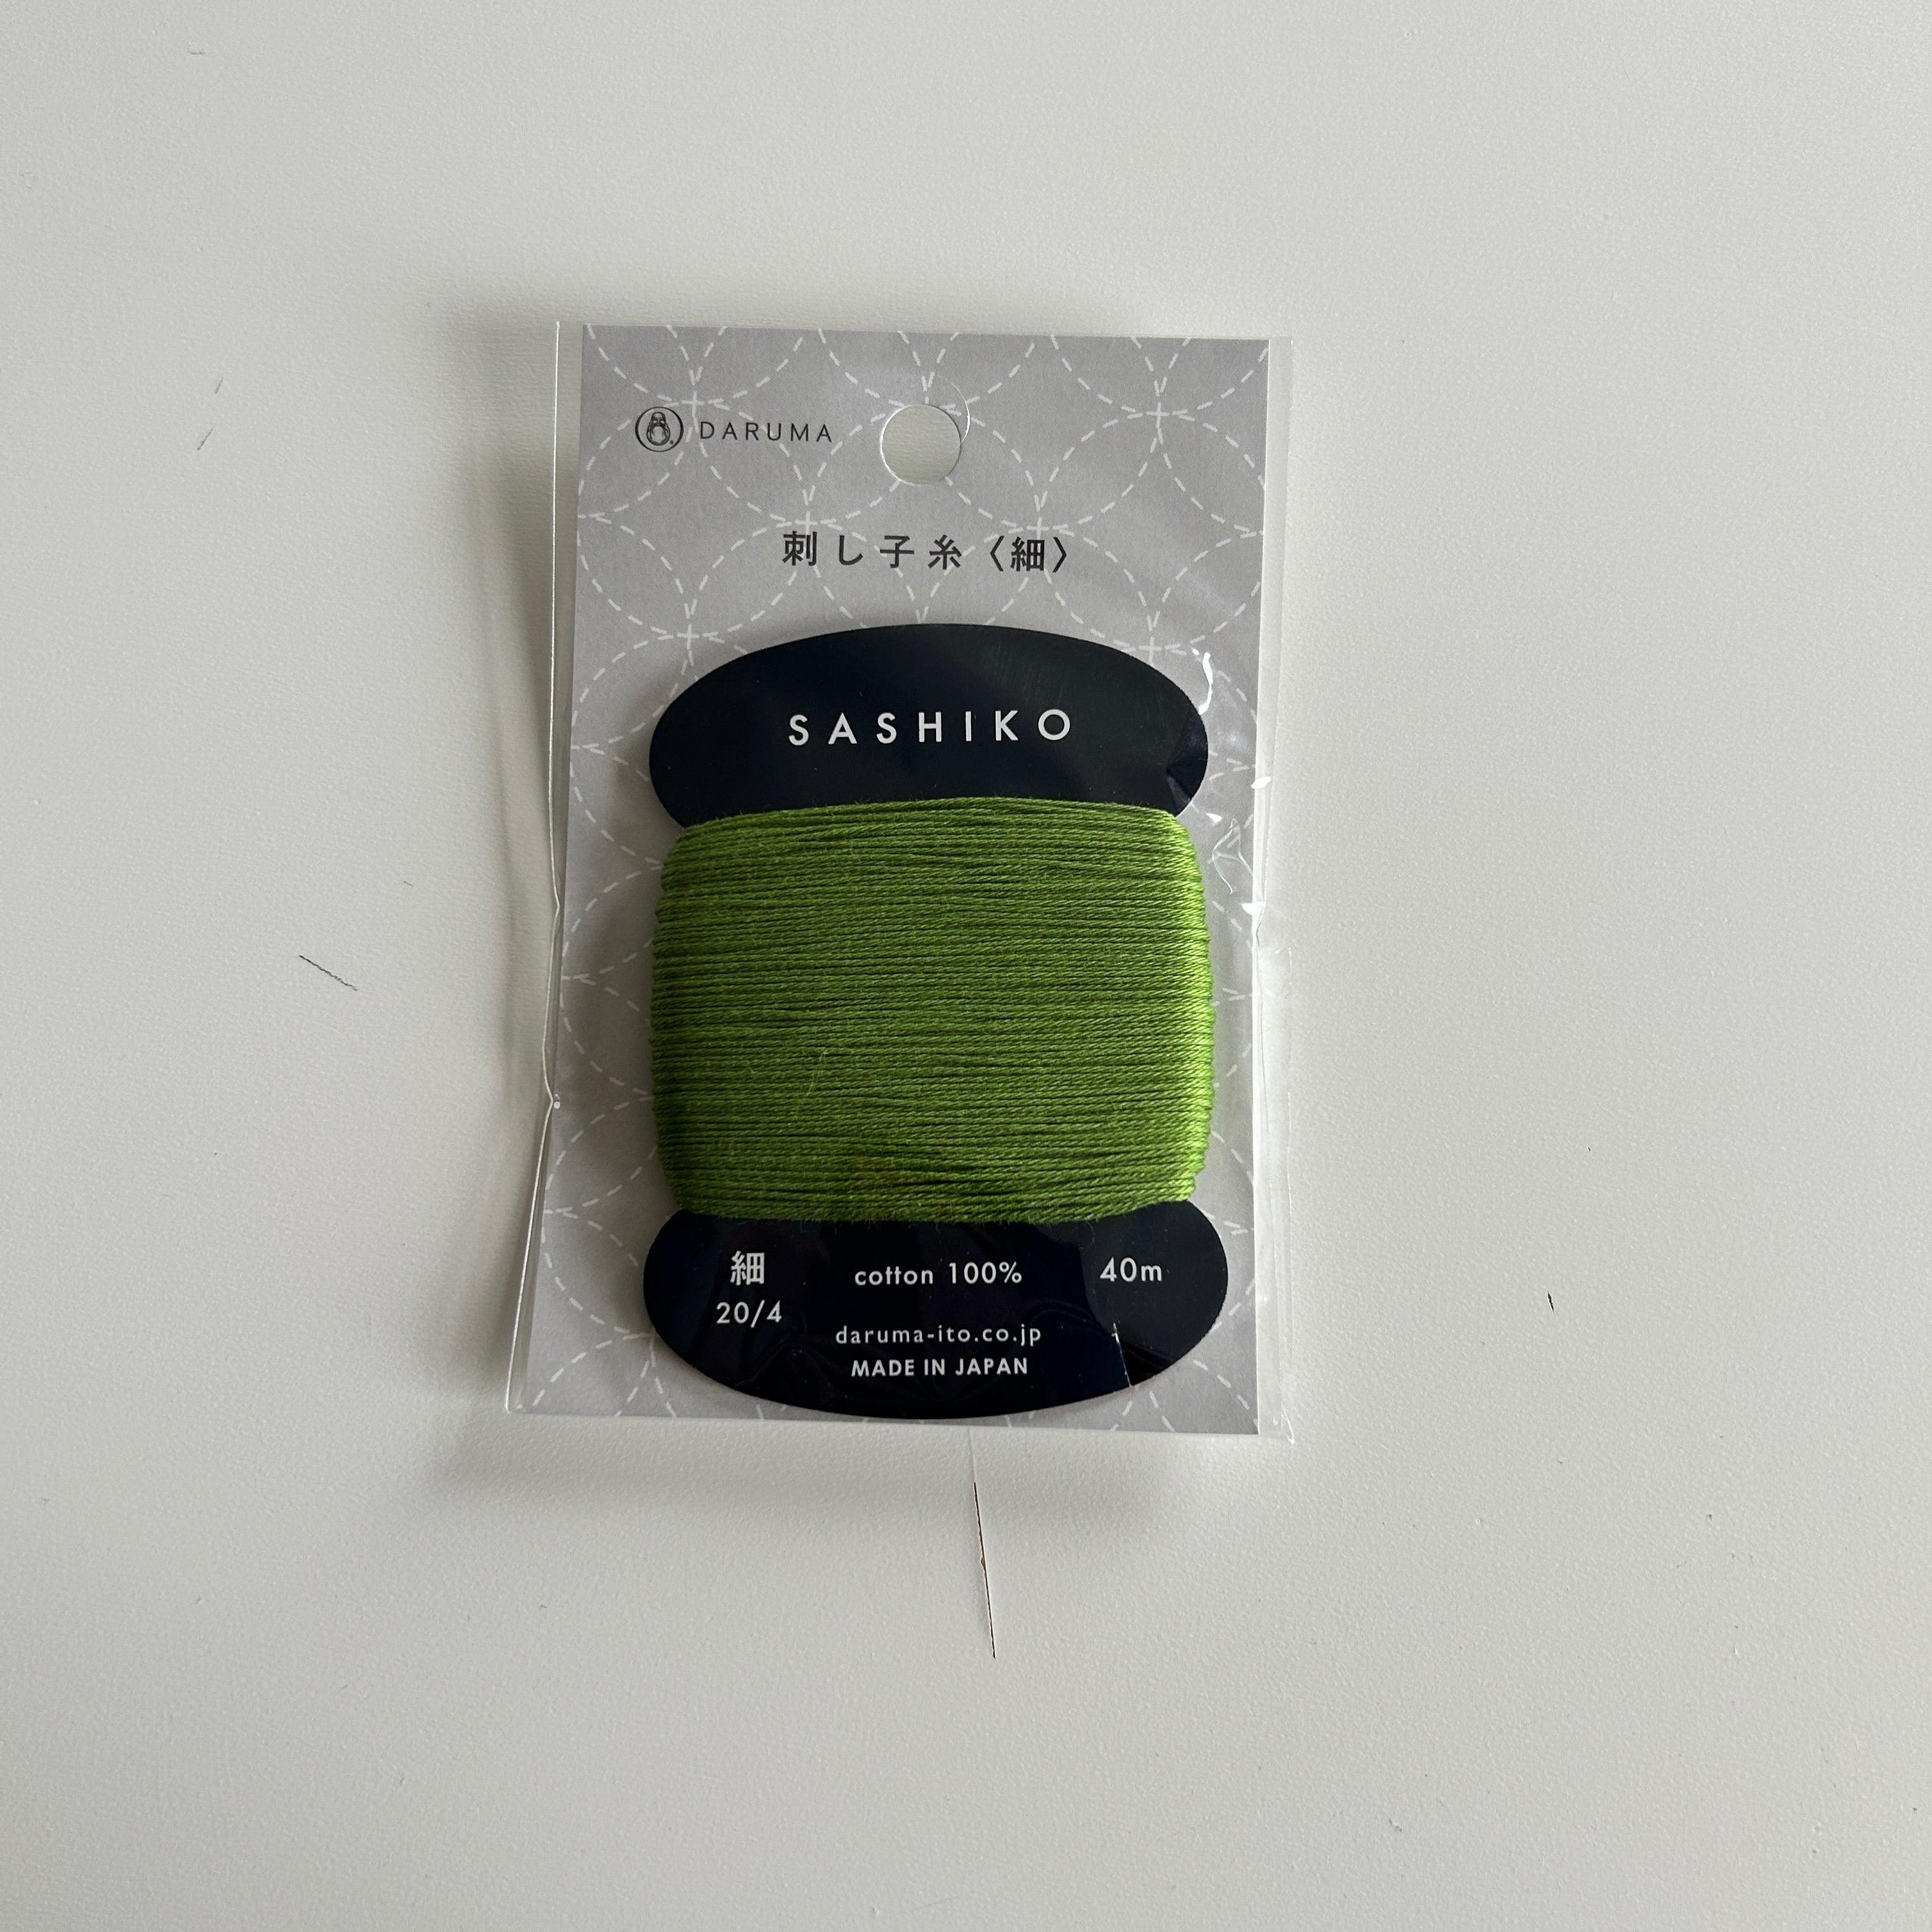 DARUMA
刺し子糸〈細〉
SASHIKO
細
20/4
cotton 100%
40m
daruma-ito.co.jp
MADE IN JAPAN